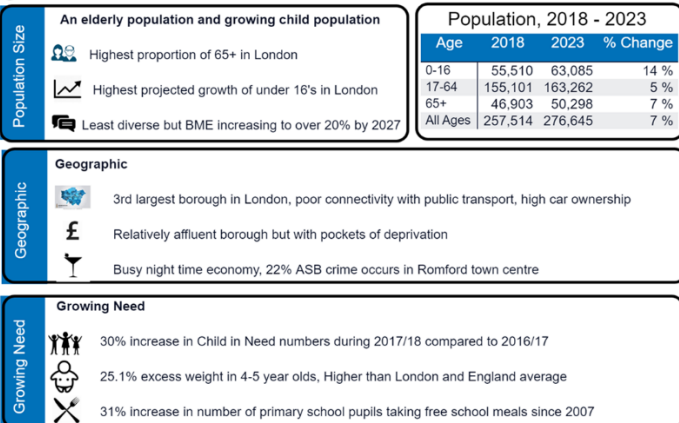 Population Size
An elderly population and growing child population
Highest proportion of 65+ in London
Highest projected growth of under 16's in London
Least diverse but BME increasing to over 20% by 2027
Population, 2018 - 2023
Age 2018 2023 % Change
0-16 55,510 63,085 14 %
17-64 155,101 163,262 5 %
65+ 46,903 50,298 7 %
All Ages 257,514 276,645 7 %
Geographic
Geographic
3rd largest borough in London, poor connectivity with public transport, high car ownership
£
Relatively affluent borough but with pockets of deprivation
Busy night time economy, 22% ASB crime occurs in Romford town centre
Growing Need
Growing Need
30% increase in Child in Need numbers during 2017/18 compared to 2016/17
25.1% excess weight in 4-5 year olds, Higher than London and England average
31% increase in number of primary school pupils taking free school meals since 2007